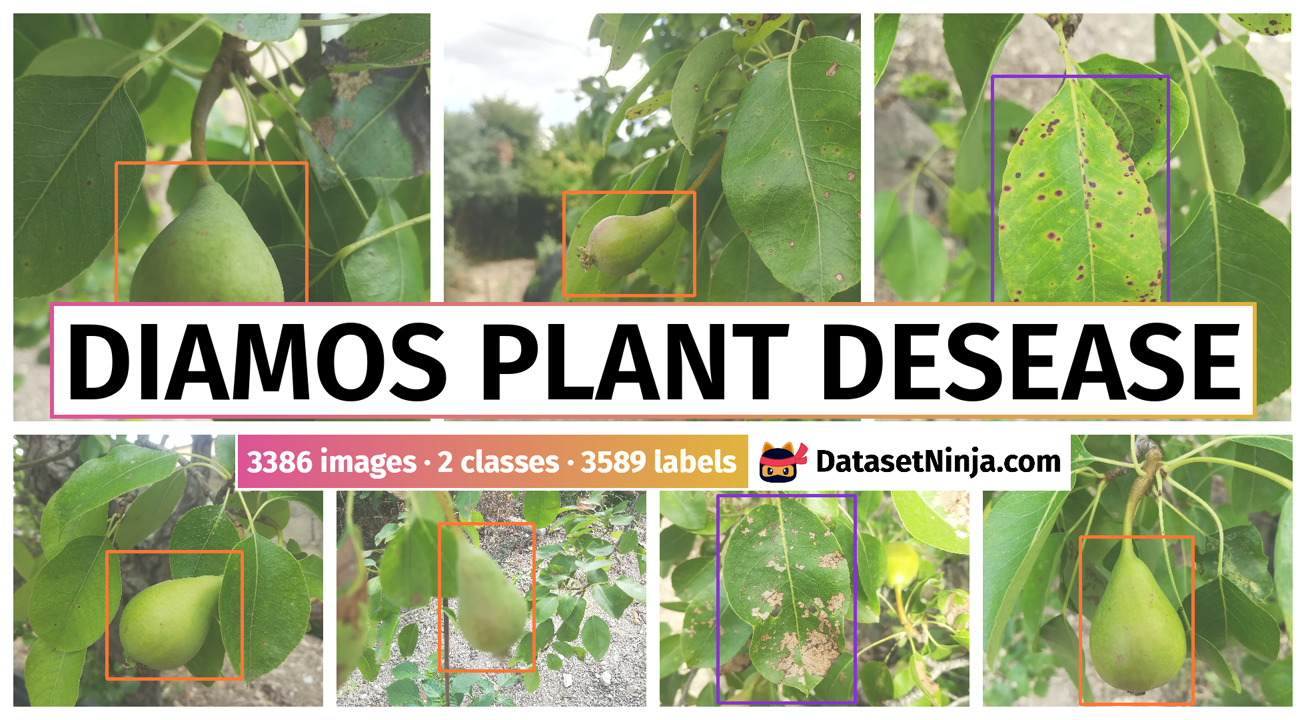 DIAMOS PLANT DESEASE
3386 images · 2 classes · 3589 labels
DatasetNinja.com